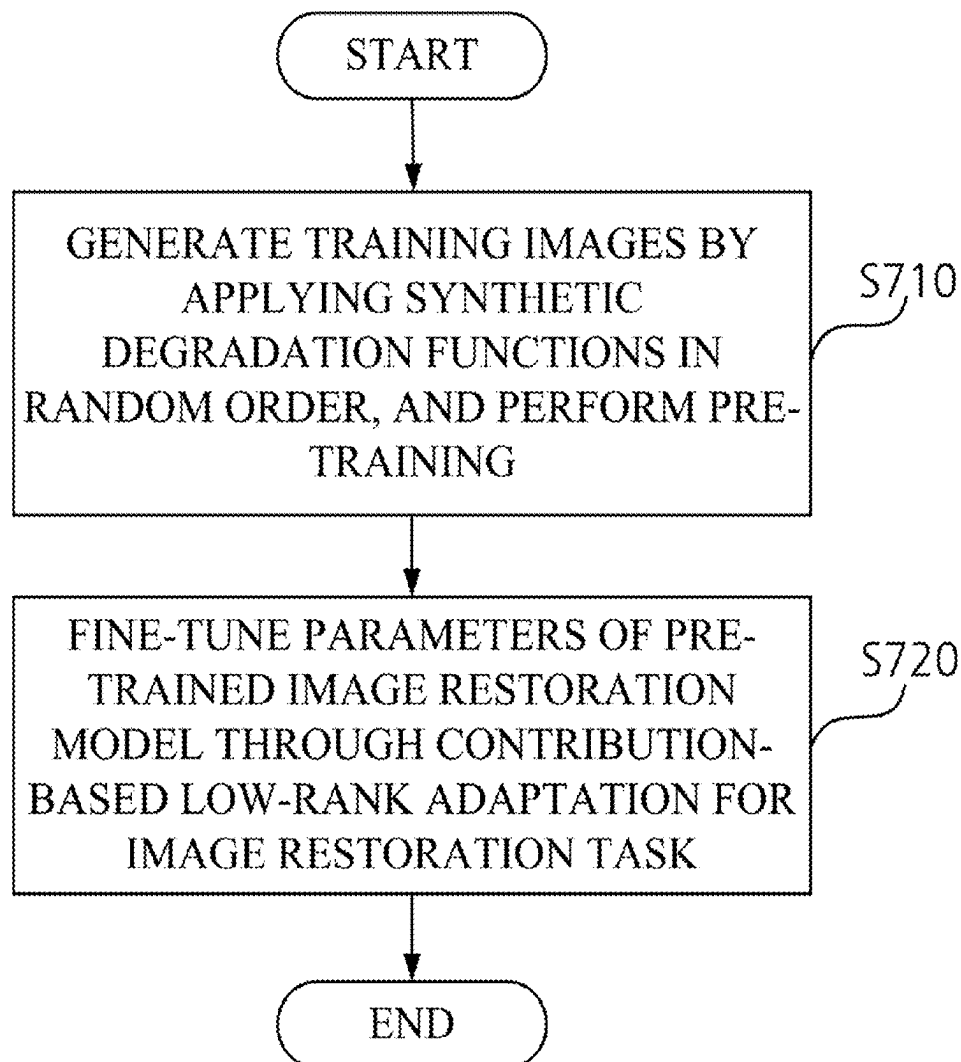 START
GENERATE TRAINING IMAGES BY
APPLYING SYNTHETIC
DEGRADATION FUNCTIONS IN
RANDOM ORDER, AND PERFORM PRE-
TRAINING
S710
FINE-TUNE PARAMETERS OF PRE-
TRAINED IMAGE RESTORATION
MODEL THROUGH CONTRIBUTION-
BASED LOW-RANK ADAPTATION FOR
IMAGE RESTORATION TASK
S720
END